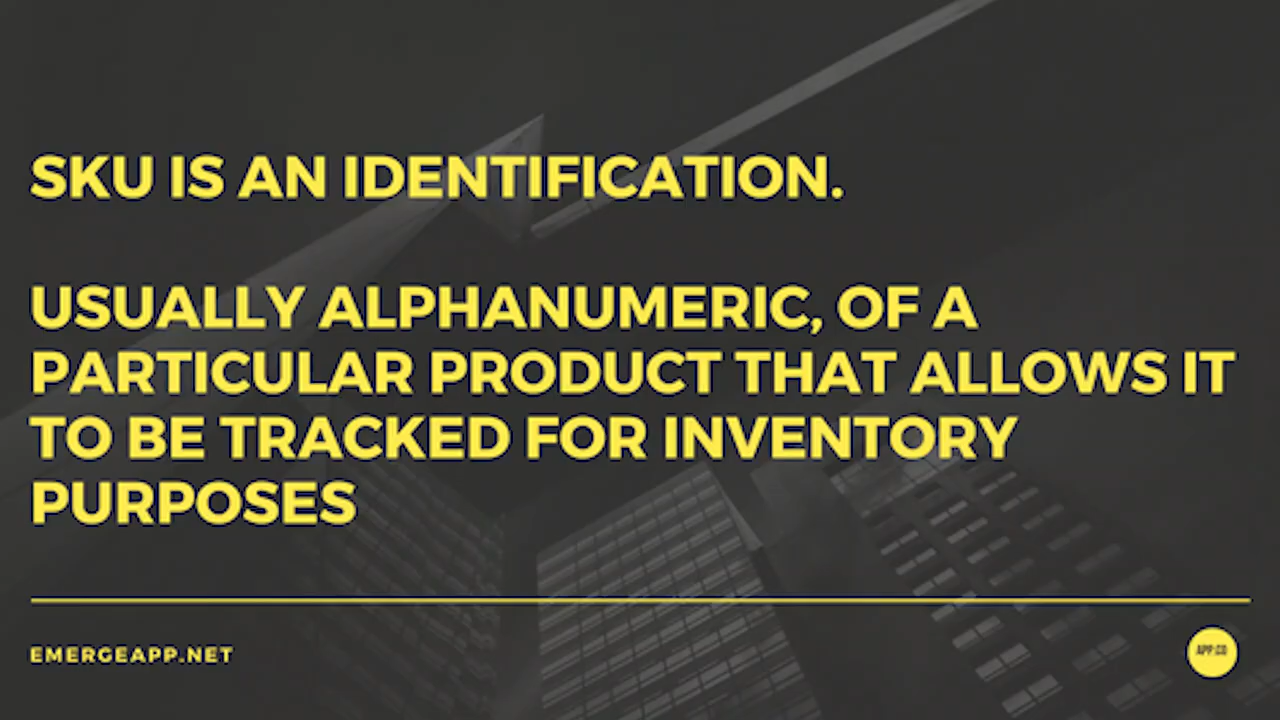 SKU IS AN IDENTIFICATION.
USUALLY ALPHANUMERIC, OF A
PARTICULAR PRODUCT THAT ALLOWS IT
TO BE TRACKED FOR INVENTORY
PURPOSES
EMERGEAPP.NET
APP.CO